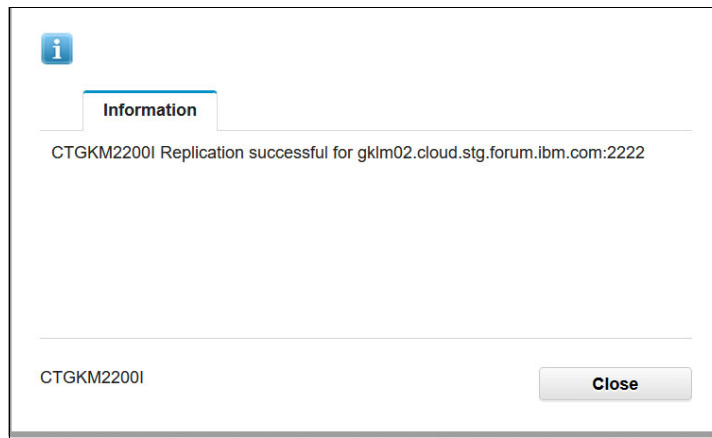 Information
CTGKM2200I Replication successful for gklm02.cloud.stg.forum.ibm.com:2222
CTGKM2200I
Close